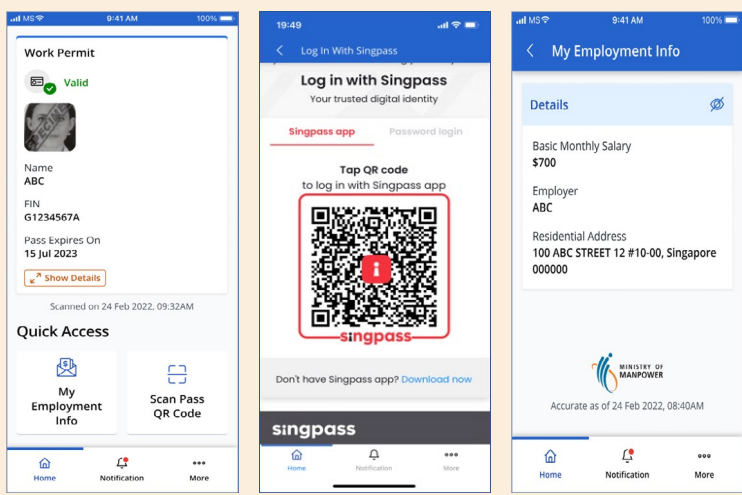 MS
9:41 AM
100%
Work Permit
Valid
SPECIMEN
Name
ABC
FIN
G1234567A
Pass Expires On
15 Jul 2023
Show Details
Scanned on 24 Feb 2022, 09:32AM
Quick Access
My
Employment
Info
Scan Pass
QR Code
Home
Notification
More
19:49
Log In With Singpass
Log in with Singpass
Your trusted digital identity
Singpass app
Password login
Tap QR code
to log in with Singpass app
singpass
Don't have Singpass app? Download now
singpass
Home
Notification
More
MS
9:41 AM
100%
My Employment Info
Details
Basic Monthly Salary
$700
Employer
ABC
Residential Address
100 ABC STREET 12 #10-00, Singapore
000000
MINISTRY OF
MANPOWER
Accurate as of 24 Feb 2022, 08:40AM
Home
Notification
More